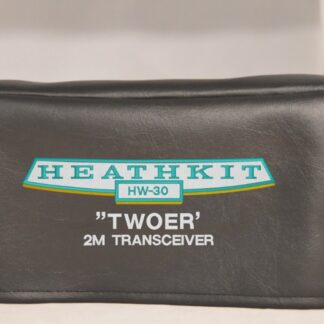 HEATHKIT
HW-30
"TWOER'
2M TRANSCEIVER